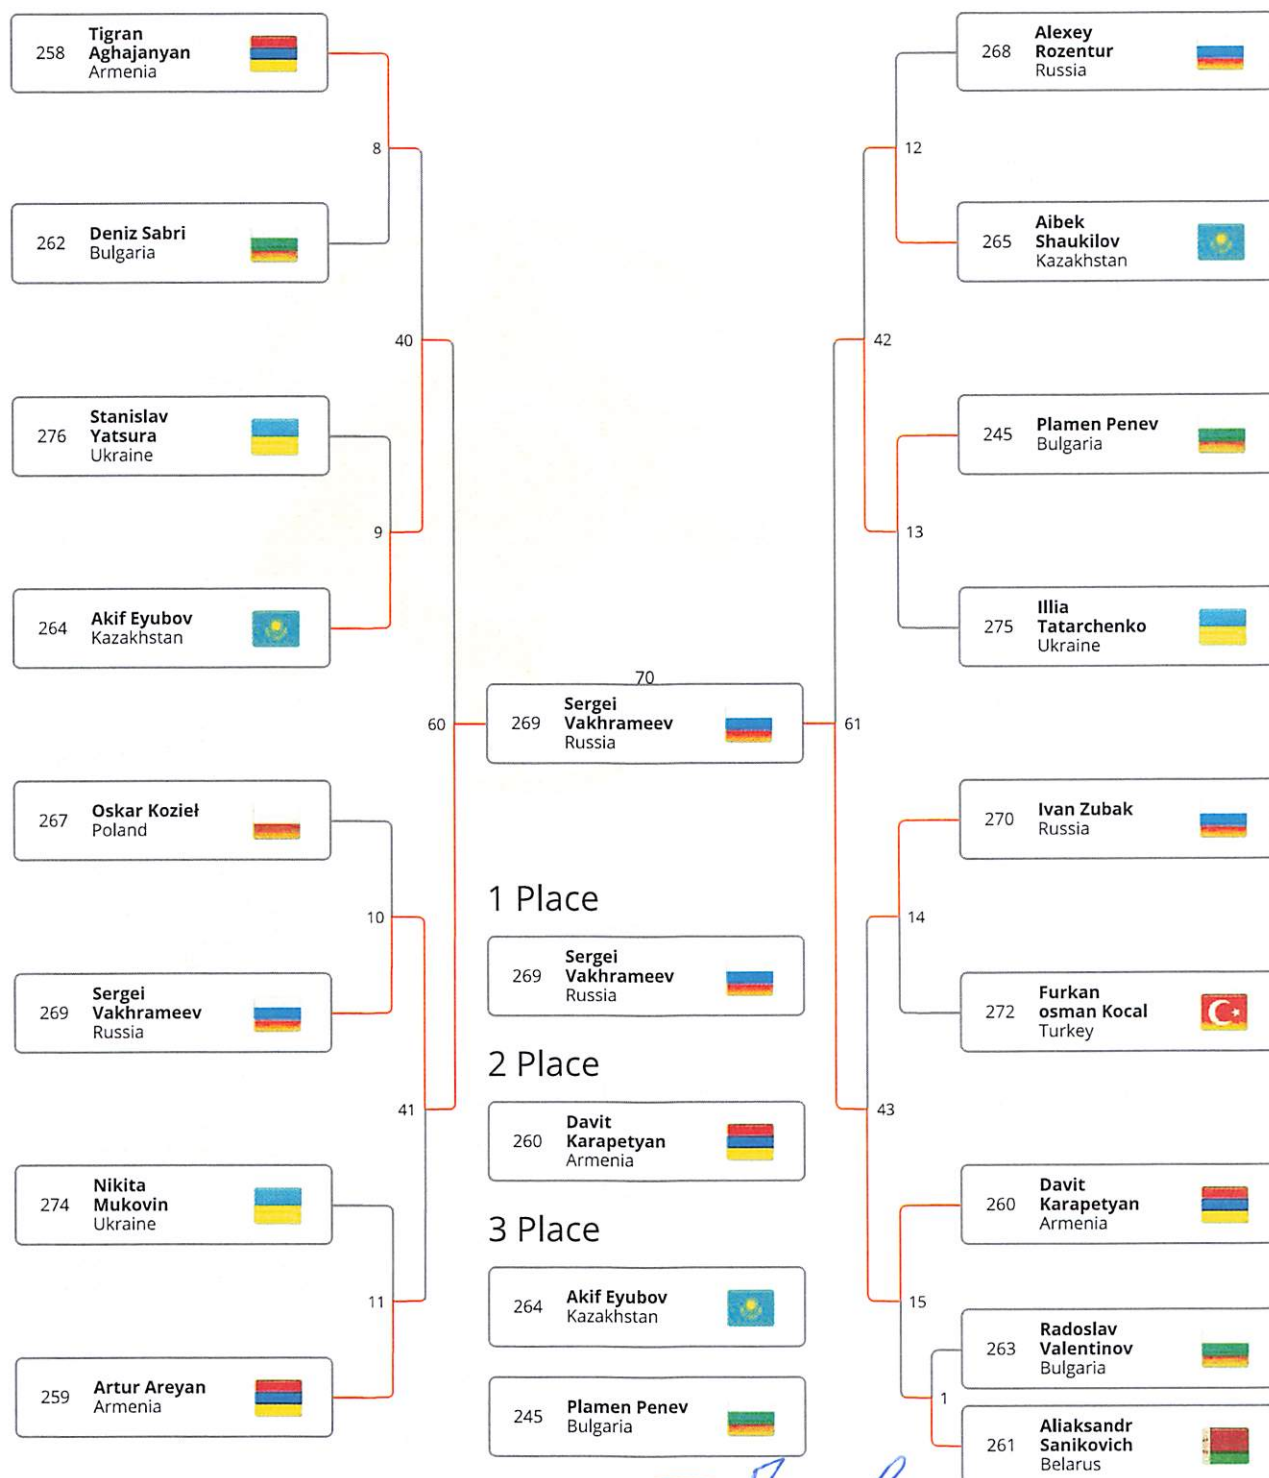 258
Tigran
Aghajanyan
Armenia
8
262
Deniz Sabri
Bulgaria
40
276
Stanislav
Yatsura
Ukraine
9
264
Akif Eyubov
Kazakhstan
60
267
Oskar Kozieł
Poland
10
269
Sergei
Vakhrameev
Russia
41
274
Nikita
Mukovin
Ukraine
11
259
Artur Areyan
Armenia
70
269
Sergei
Vakhrameev
Russia
1 Place
269
Sergei
Vakhrameev
Russia
2 Place
260
Davit
Karapetyan
Armenia
3 Place
264
Akif Eyubov
Kazakhstan
245
Plamen Penev
Bulgaria
268
Alexey
Rozentur
Russia
12
265
Aibek
Shaukilov
Kazakhstan
42
245
Plamen Penev
Bulgaria
13
275
Illia
Tatarchenko
Ukraine
61
270
Ivan Zubak
Russia
14
272
Furkan
osman Kocal
Turkey
43
260
Davit
Karapetyan
Armenia
15
263
Radoslav
Valentinov
Bulgaria
1
261
Aliaksandr
Sanikovich
Belarus